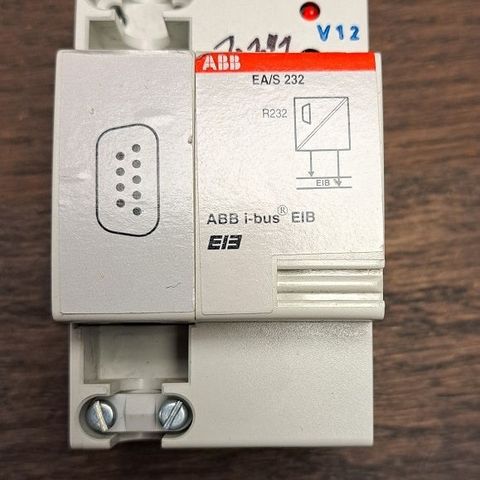 V12
ABB
EA/S 232
R232
EIB
ABB i-bus® EIB
EIB